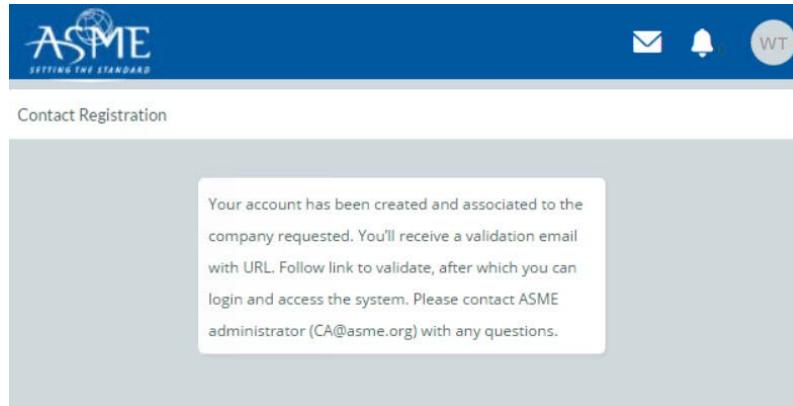 ASME
SETTING THE STANDARD
WT
Contact Registration
Your account has been created and associated to the
company requested. You'll receive a validation email
with URL. Follow link to validate, after which you can
login and access the system. Please contact ASME
administrator (CA@asme.org) with any questions.